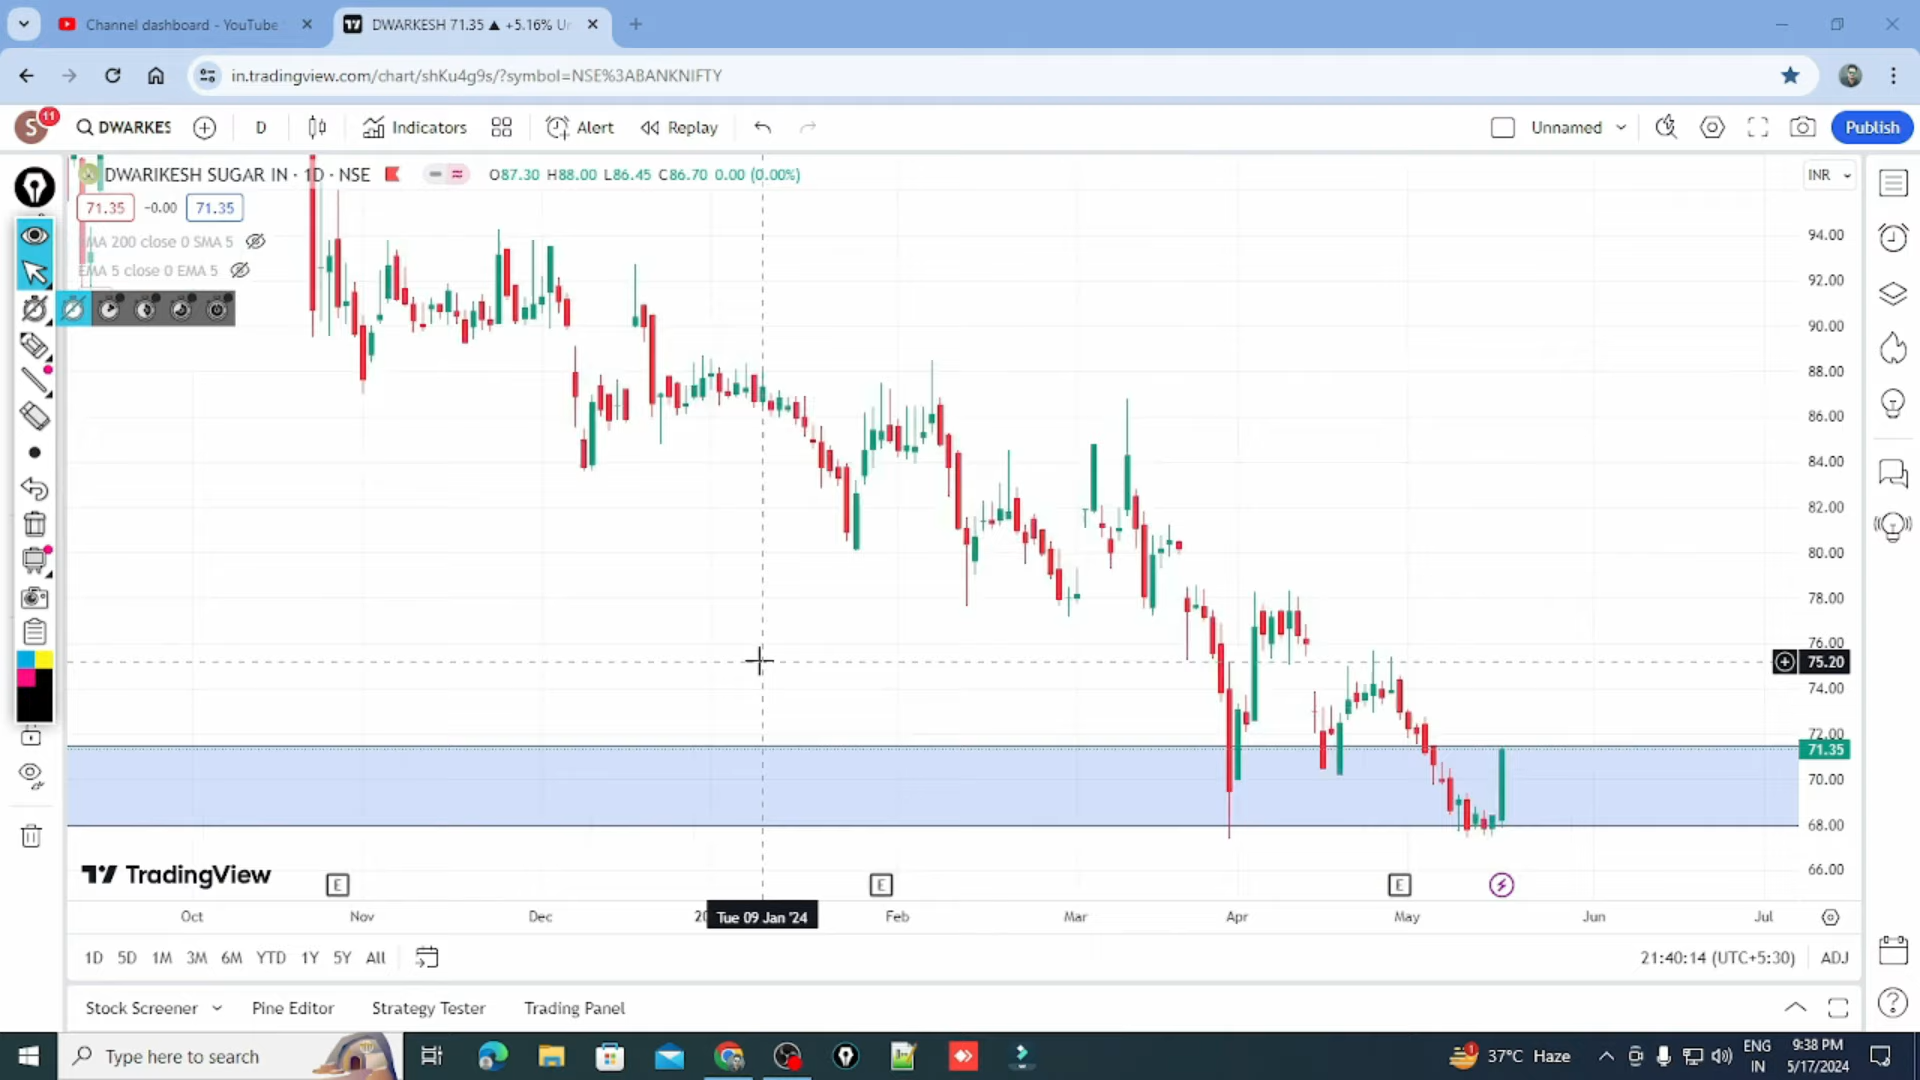 Channel dashboard - YouTube
DWARKESH 71.35 ▲ +5.16% U
in.tradingview.com/chart/shKu4g9s/?symbol=NSE%3ABANKNIFTY
S 11
DWARKES
D
Indicators
Alert
Replay
Unnamed
Publish
DWARIKESH SUGAR IN · 1D · NSE
O87.30 H88.00 L86.45 C86.70 0.00 (0.00%)
INR
71.35 -0.00 71.35
MA 200 close 0 SMA 5
EMA 5 close 0 EMA 5
94.00
92.00
90.00
88.00
86.00
84.00
82.00
80.00
78.00
76.00
75.20
74.00
72.00
71.35
70.00
68.00
66.00
TradingView
E E E
Oct Nov Dec 20 Tue 09 Jan '24 Feb Mar Apr May Jun Jul
1D 5D 1M 3M 6M YTD 1Y 5Y All
21:40:14 (UTC+5:30) ADJ
Stock Screener Pine Editor Strategy Tester Trading Panel
Type here to search
1
37°C Haze
ENG
IN
9:38 PM
5/17/2024